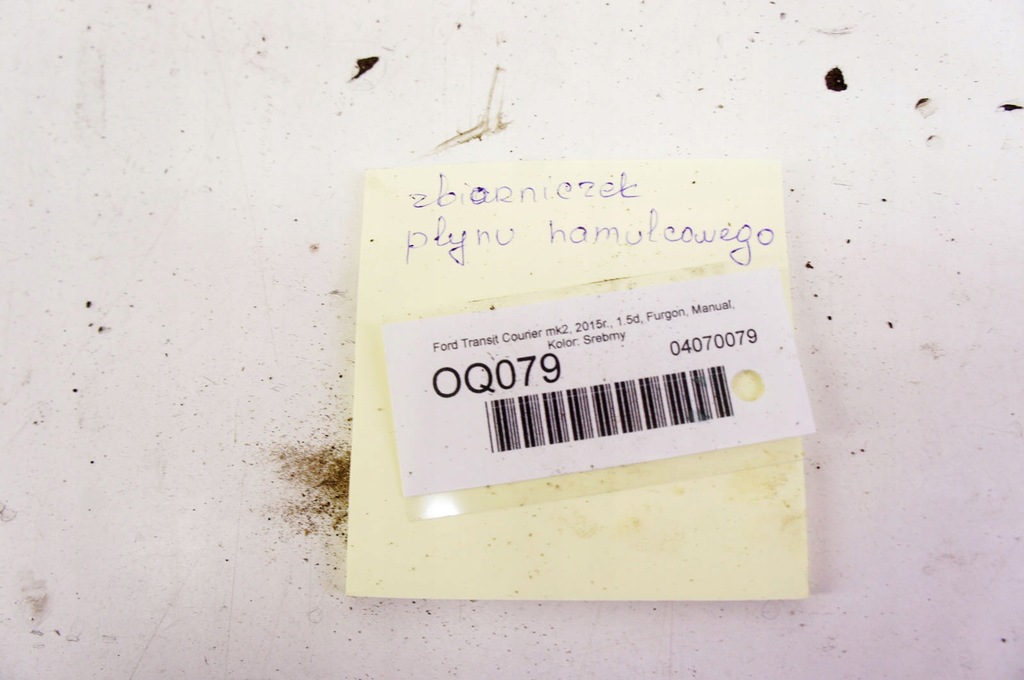 zbiorniczek
płynu hamulcowego
Ford Transit Courier mk2, 2015r., 1.5d, Furgon, Manual,
Kolor: Srebrny
OQ079
04070079